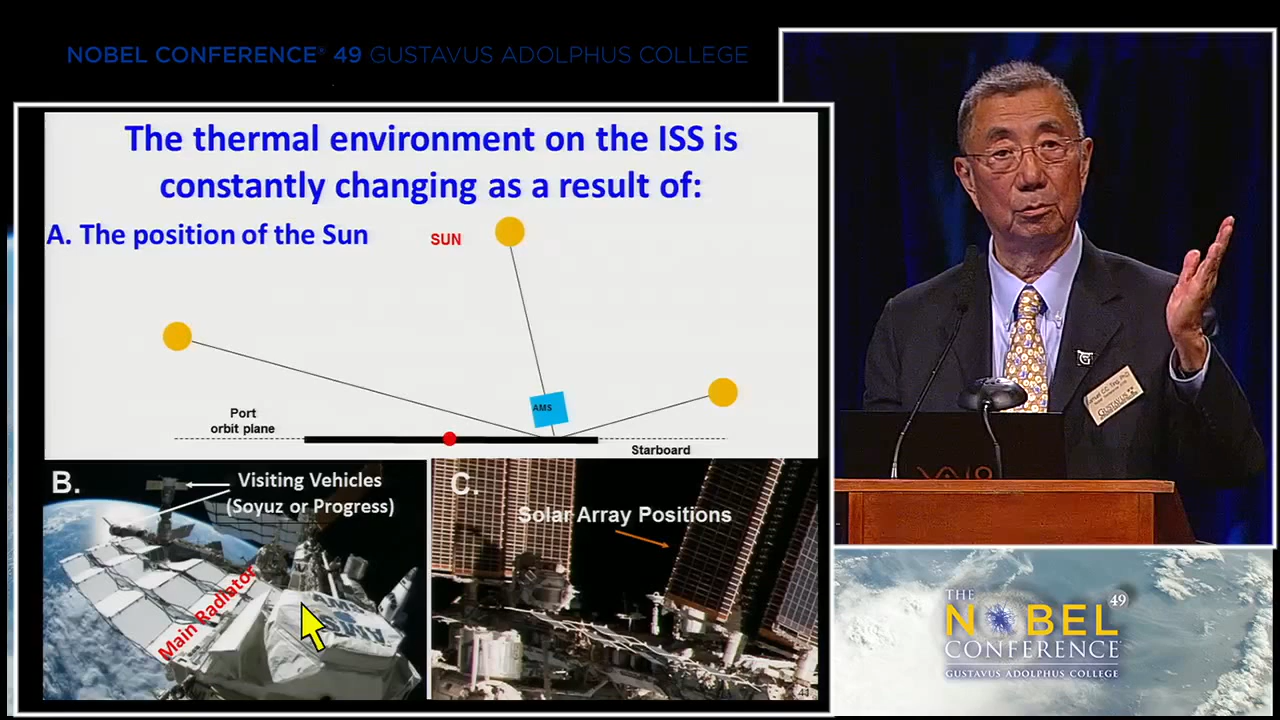 NOBEL CONFERENCE® 49 GUSTAVUS ADOLPHUS COLLEGE
The thermal environment on the ISS is
constantly changing as a result of:
A. The position of the Sun
SUN
AMS
Port
orbit plane
Starboard
B.
Visiting Vehicles
(Soyuz or Progress)
Main Radiator
C.
Solar Array Positions
VAIO
GUSTAVUS
THE
NOBEL 49
CONFERENCE
GUSTAVUS ADOLPHUS COLLEGE